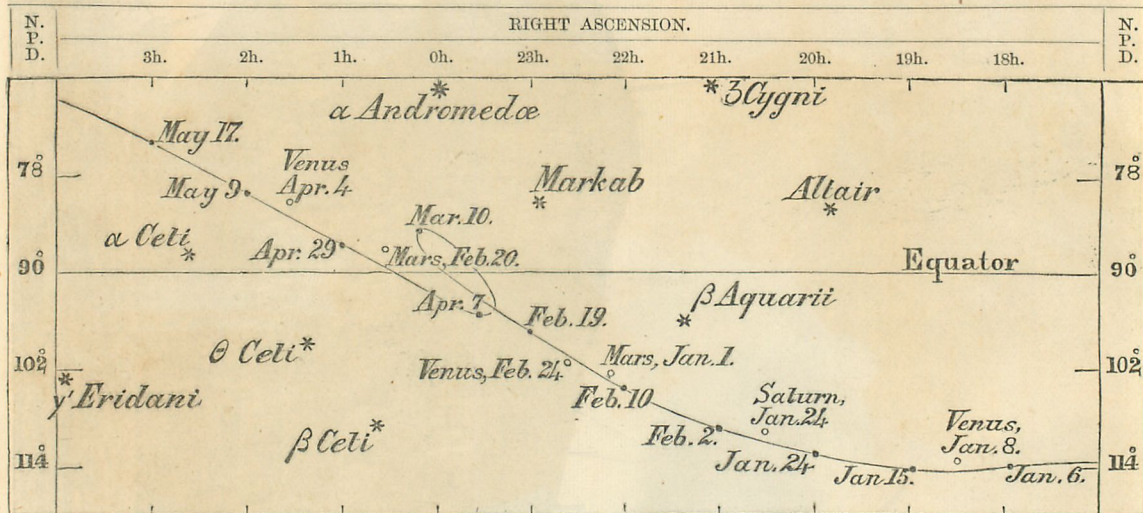 N.
P.
D.
RIGHT ASCENSION.
N.
P.
D.
3h. 2h. 1h. 0h. 23h. 22h. 21h. 20h. 19h. 18h.
α Andromedæ
ζ Cygni
May 17.
78°
Venus
Apr. 4
Markab
Altair
78°
May 9
Mar. 10.
α Ceti
Apr. 29
Mars, Feb. 20.
Equator
90°
90°
Apr. 7
β Aquarii
Feb. 19.
θ Ceti
102°
Venus, Feb. 24
Mars, Jan. 1.
102°
γ' Eridani
Feb. 10
Saturn,
Jan. 24
β Ceti
Feb. 2.
Venus,
Jan. 8.
114°
Jan. 24
Jan 15.
Jan. 6.
114°